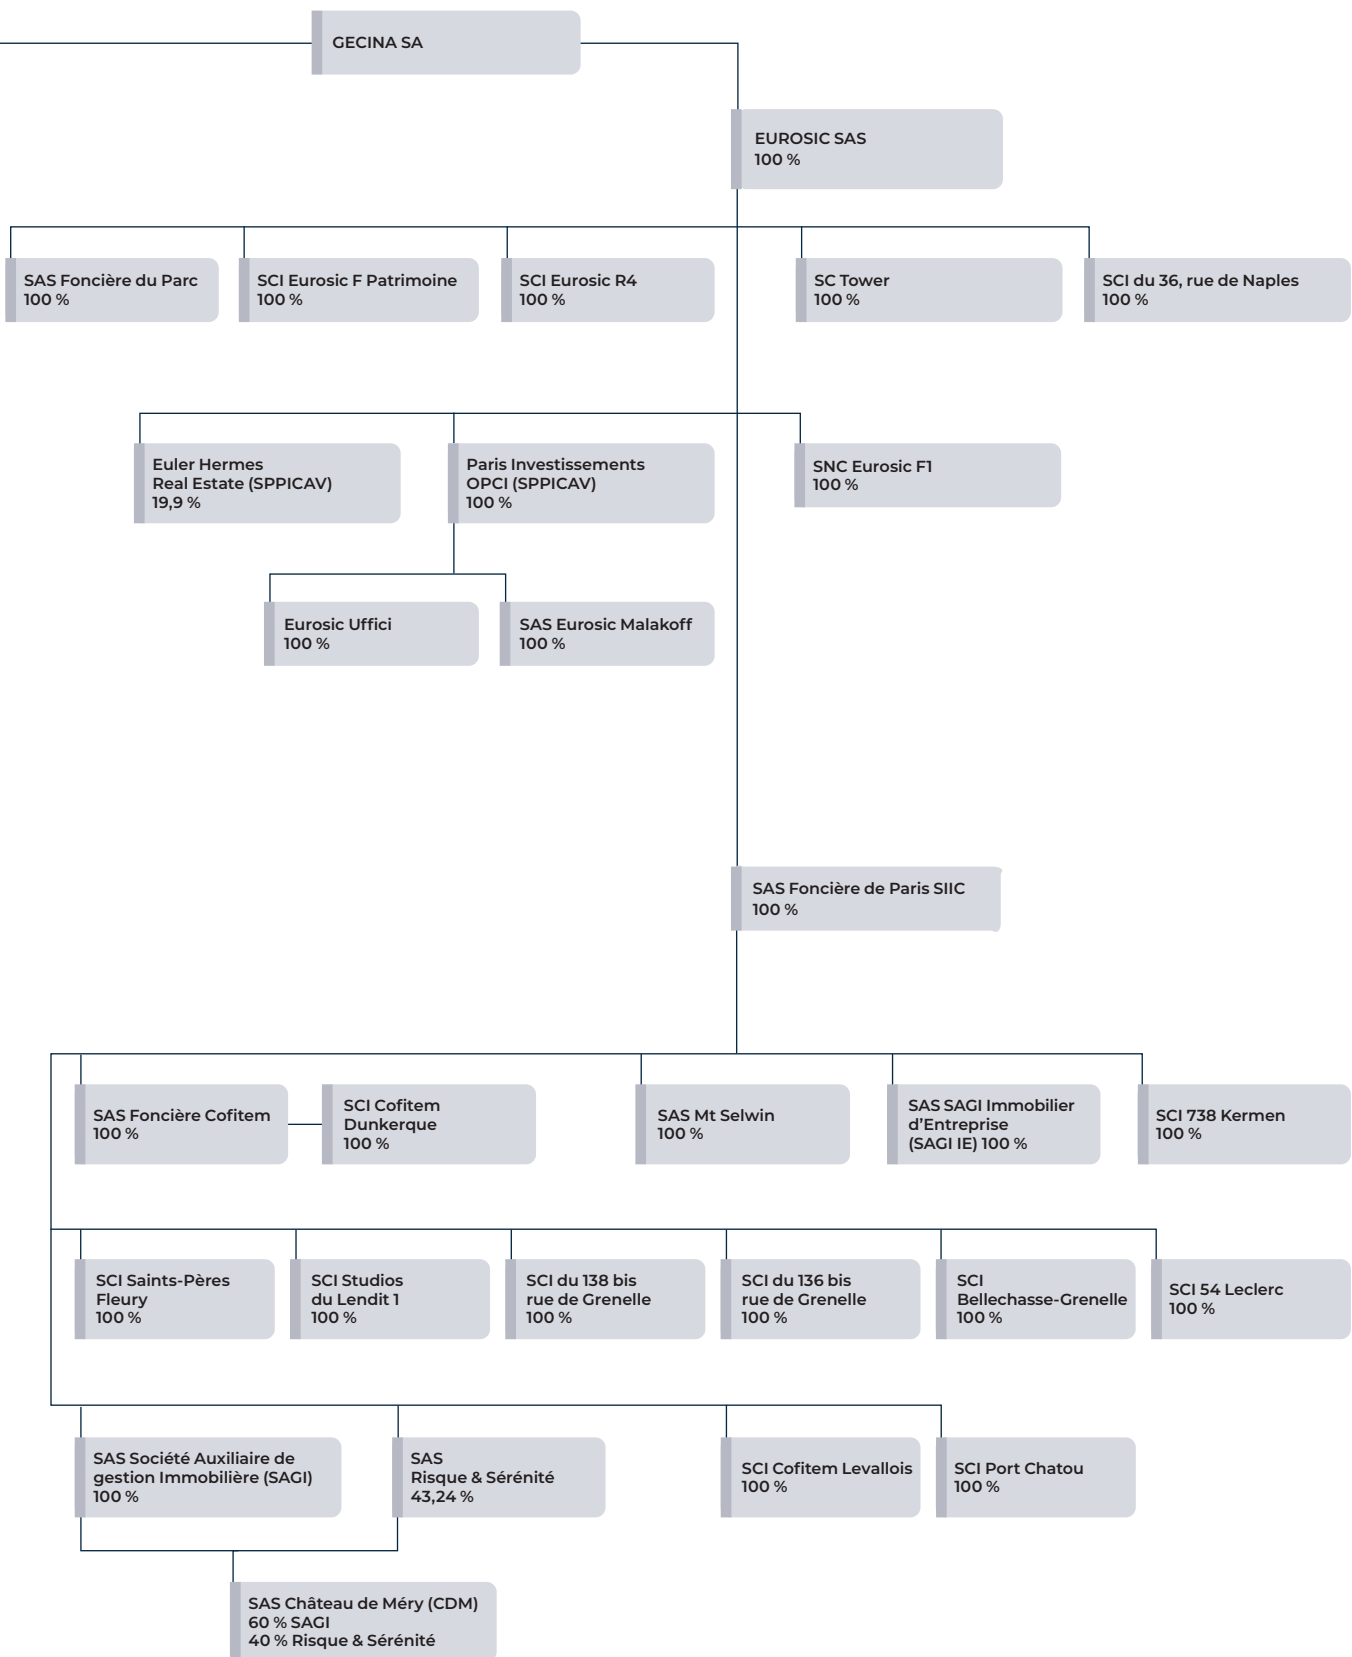 GECINA SA
EUROSIC SAS
100 %
SAS Foncière du Parc
100 %
SCI Eurosic F Patrimoine
100 %
SCI Eurosic R4
100 %
SC Tower
100 %
SCI du 36, rue de Naples
100 %
Euler Hermes
Real Estate (SPPICAV)
19,9 %
Paris Investissements
OPCI (SPPICAV)
100 %
SNC Eurosic F1
100 %
Eurosic Uffici
100 %
SAS Eurosic Malakoff
100 %
SAS Foncière de Paris SIIC
100 %
SAS Foncière Cofitem
100 %
SCI Cofitem
Dunkerque
100 %
SAS Mt Selwin
100 %
SAS SAGI Immobilier
d’Entreprise
(SAGI IE) 100 %
SCI 738 Kermen
100 %
SCI Saints-Pères
Fleury
100 %
SCI Studios
du Lendit 1
100 %
SCI du 138 bis
rue de Grenelle
100 %
SCI du 136 bis
rue de Grenelle
100 %
SCI
Bellechasse-Grenelle
100 %
SCI 54 Leclerc
100 %
SAS Société Auxiliaire de
gestion Immobilière (SAGI)
100 %
SAS
Risque & Sérénité
43,24 %
SCI Cofitem Levallois
100 %
SCI Port Chatou
100 %
SAS Château de Méry (CDM)
60 % SAGI
40 % Risque & Sérénité